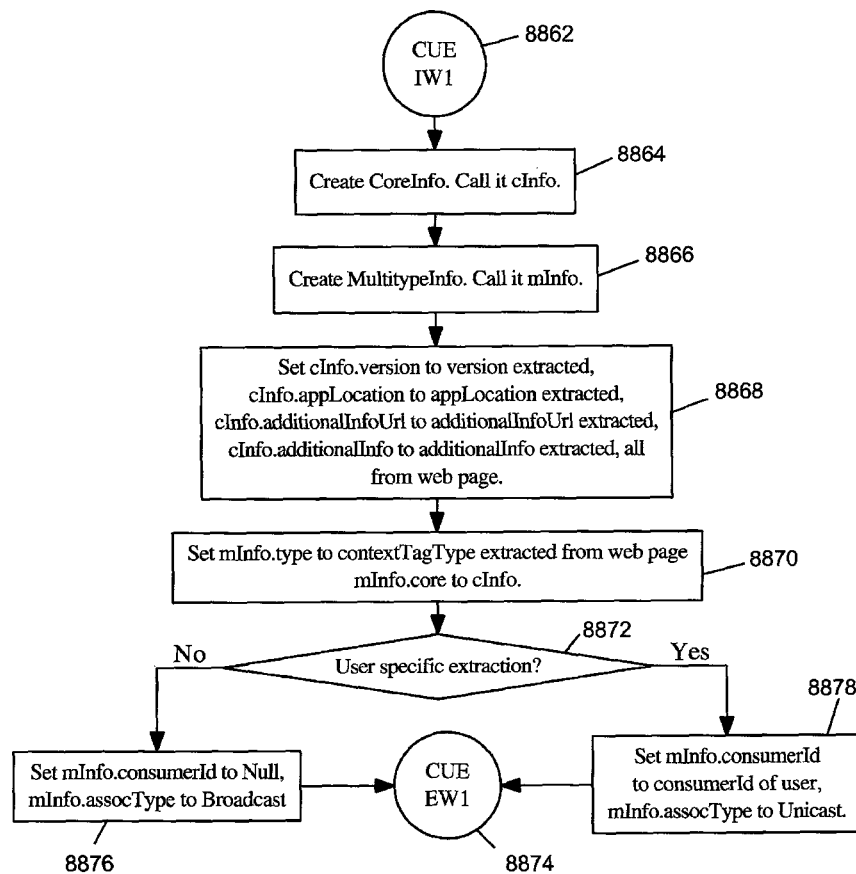 CUE
IW1
8862
8864
Create CoreInfo. Call it cInfo.
8866
Create MultitypeInfo. Call it mInfo.
Set cInfo.version to version extracted,
cInfo.appLocation to appLocation extracted,
cInfo.additionalInfoUrl to additionalInfoUrl extracted,
cInfo.additionalInfo to additionalInfo extracted, all
from web page.
8868
Set mInfo.type to contextTagType extracted from web page
mInfo.core to cInfo.
8870
8872
No
User specific extraction?
Yes
8878
Set mInfo.consumerId to Null,
mInfo.assocType to Broadcast
8876
CUE
EW1
8874
Set mInfo.consumerId
to consumerId of user,
mInfo.assocType to Unicast.